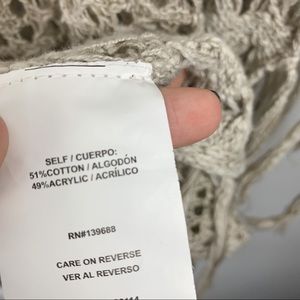 SELF / CUERPO:
51%COTTON / ALGODÓN
49%ACRYLIC / ACRÍLICO
RN#139688
CARE ON REVERSE
VER AL REVERSO